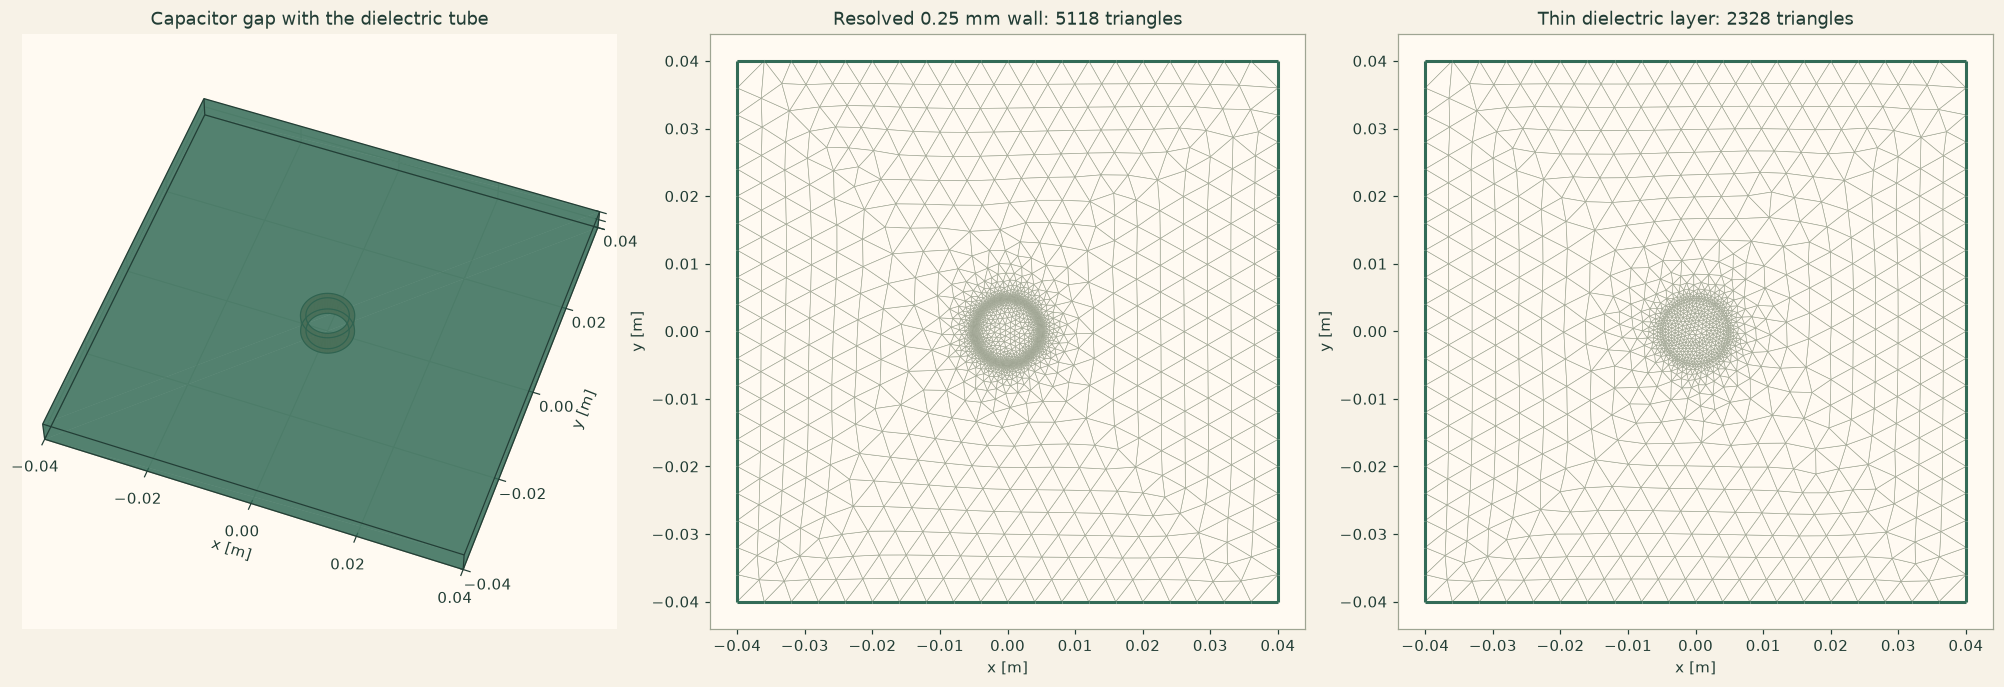 Capacitor gap with the dielectric tube
0.04
0.02
0.00
−0.02
−0.04
y [m]
−0.04
−0.02
0.00
0.02
0.04
x [m]
Resolved 0.25 mm wall: 5118 triangles
0.04
0.03
0.02
0.01
0.00
−0.01
−0.02
−0.03
−0.04
y [m]
−0.04 −0.03 −0.02 −0.01 0.00 0.01 0.02 0.03 0.04
x [m]
Thin dielectric layer: 2328 triangles
0.04
0.03
0.02
0.01
0.00
−0.01
−0.02
−0.03
−0.04
y [m]
−0.04 −0.03 −0.02 −0.01 0.00 0.01 0.02 0.03 0.04
x [m]